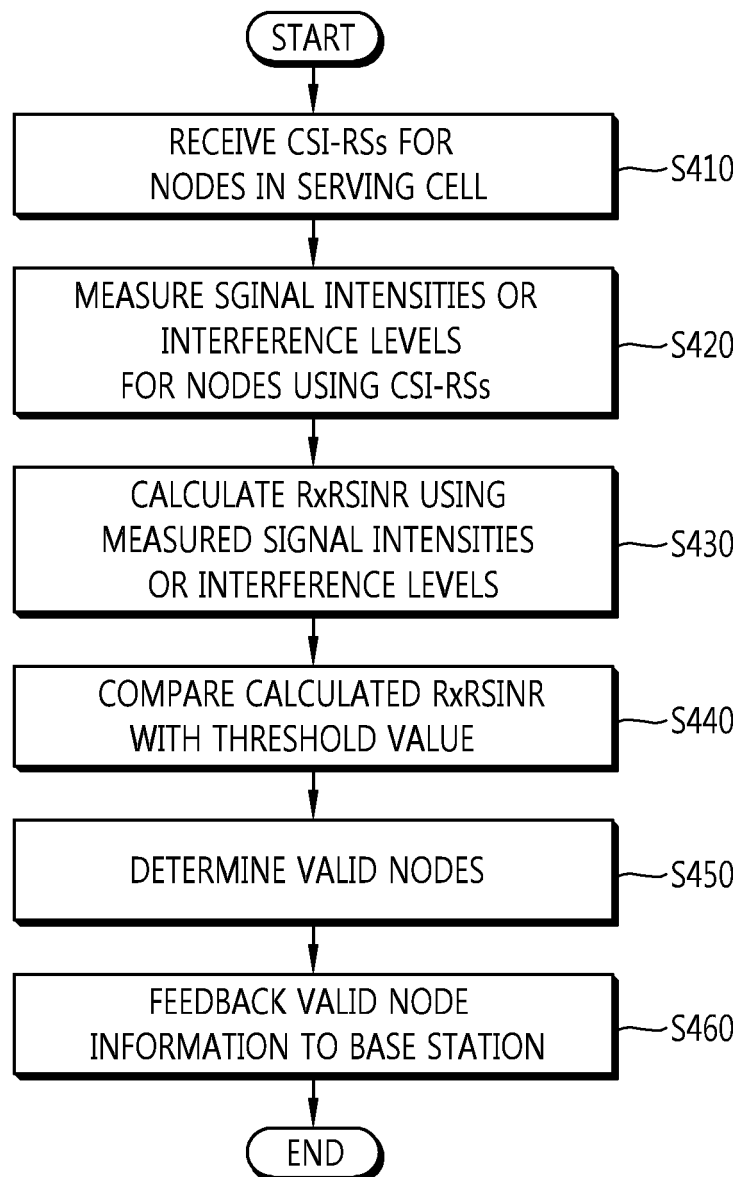 START
RECEIVE CSI-RSs FOR
NODES IN SERVING CELL
S410
MEASURE SGINAL INTENSITIES OR
INTERFERENCE LEVELS
FOR NODES USING CSI-RSs
S420
CALCULATE RxRSINR USING
MEASURED SIGNAL INTENSITIES
OR INTERFERENCE LEVELS
S430
COMPARE CALCULATED RxRSINR
WITH THRESHOLD VALUE
S440
DETERMINE VALID NODES
S450
FEEDBACK VALID NODE
INFORMATION TO BASE STATION
S460
END